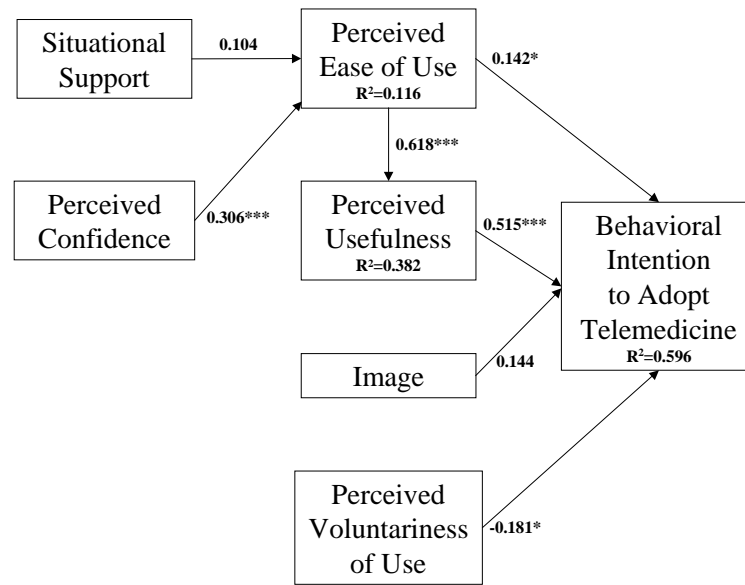 Situational
Support
0.104
Perceived
Ease of Use
R²=0.116
0.142*
0.618***
Perceived
Confidence
0.306***
Perceived
Usefulness
R²=0.382
0.515***
Behavioral
Intention
to Adopt
Telemedicine
R²=0.596
Image
0.144
Perceived
Voluntariness
of Use
-0.181*